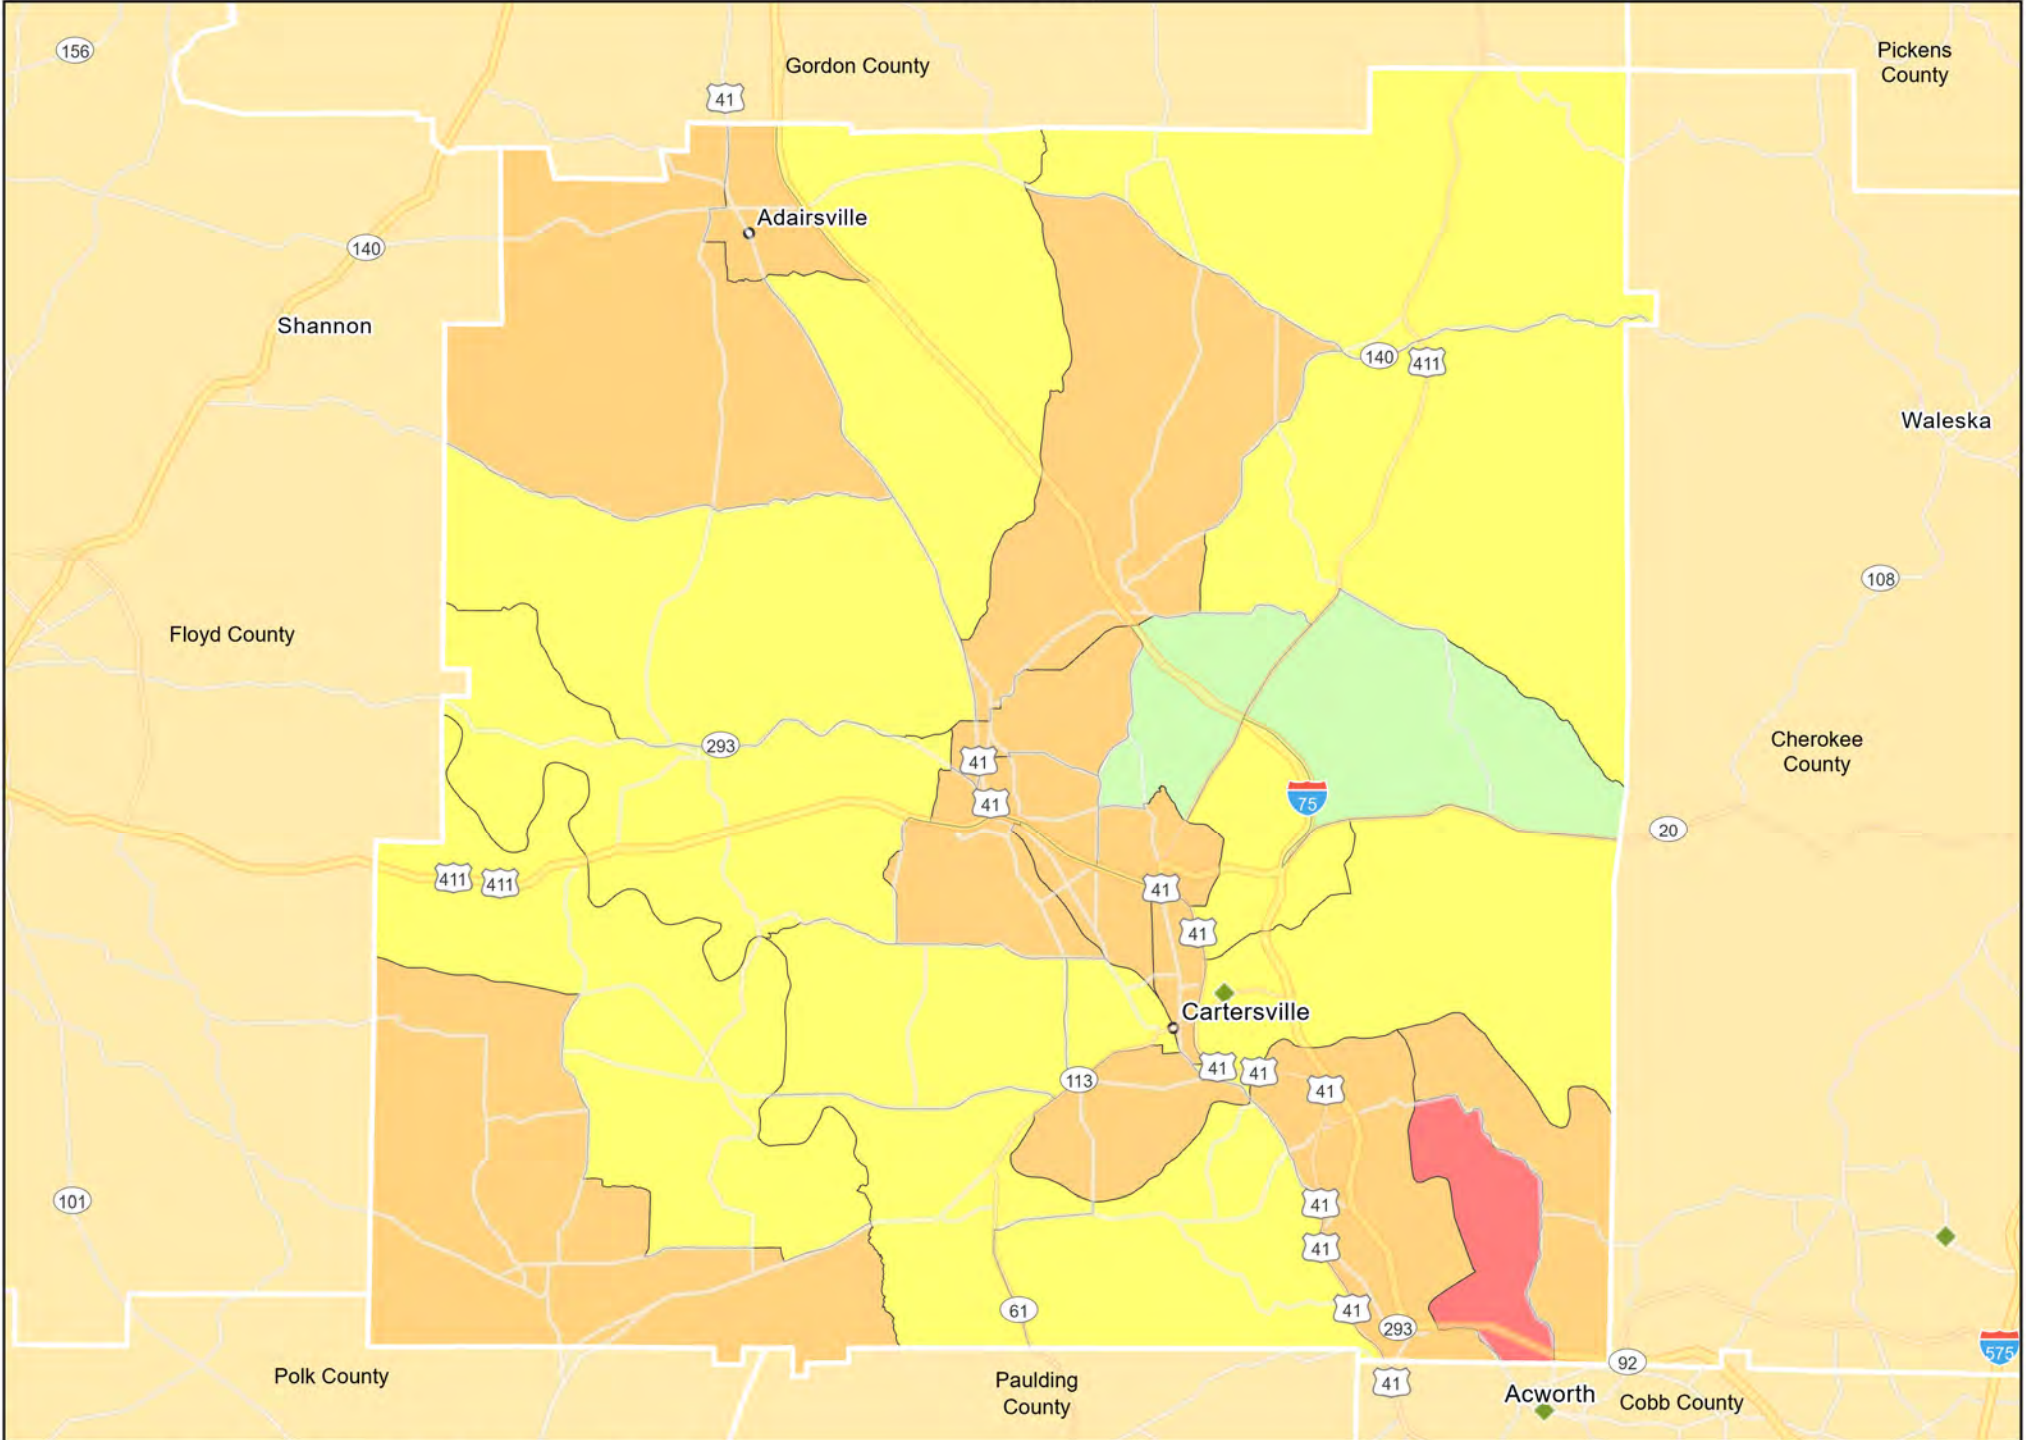 156
Gordon County
Pickens
County
41
Adairsville
140
Shannon
140
411
Waleska
108
Floyd County
293
41
Cherokee
County
41
75
20
411
411
41
41
Cartersville
113
41
41
41
101
41
41
61
41
293
575
92
Polk County
Paulding
County
41
Acworth
Cobb County